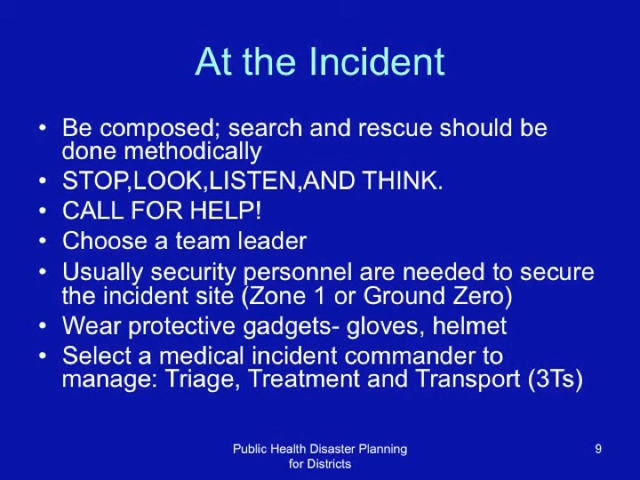 At the Incident
• Be composed; search and rescue should be
done methodically
• STOP,LOOK,LISTEN,AND THINK.
• CALL FOR HELP!
• Choose a team leader
• Usually security personnel are needed to secure
the incident site (Zone 1 or Ground Zero)
• Wear protective gadgets- gloves, helmet
• Select a medical incident commander to
manage: Triage, Treatment and Transport (3Ts)
Public Health Disaster Planning
for Districts
9